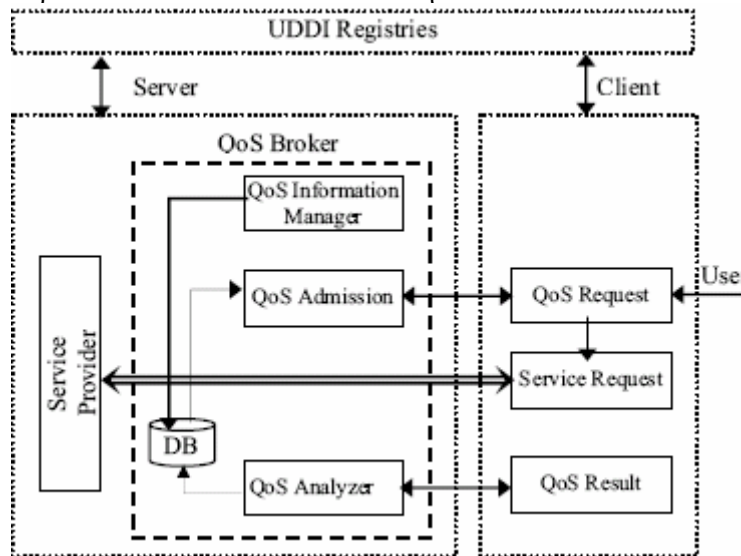 UDDI Registries
Server
Client
QoS Broker
QoS Information
Manager
QoS Admission
QoS Request
Use
Service
Provider
Service Request
DB
QoS Analyzer
QoS Result